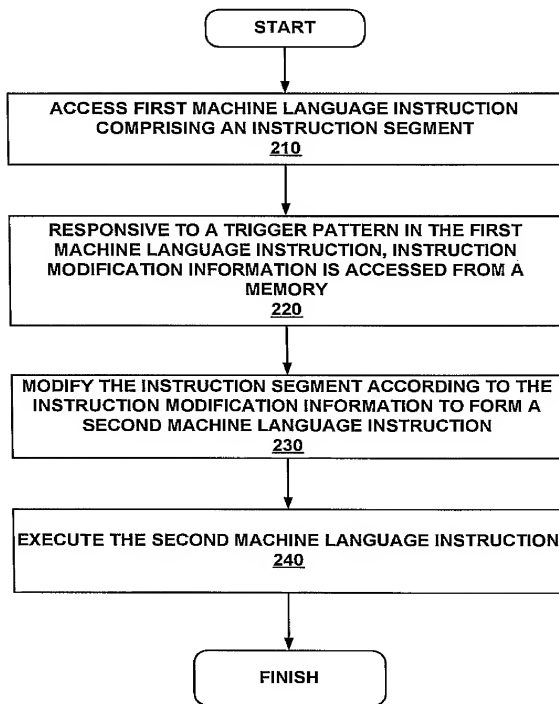 START
ACCESS FIRST MACHINE LANGUAGE INSTRUCTION
COMPRISING AN INSTRUCTION SEGMENT
210
RESPONSIVE TO A TRIGGER PATTERN IN THE FIRST
MACHINE LANGUAGE INSTRUCTION, INSTRUCTION
MODIFICATION INFORMATION IS ACCESSED FROM A
MEMORY
220
MODIFY THE INSTRUCTION SEGMENT ACCORDING TO THE
INSTRUCTION MODIFICATION INFORMATION TO FORM A
SECOND MACHINE LANGUAGE INSTRUCTION
230
EXECUTE THE SECOND MACHINE LANGUAGE INSTRUCTION
240
FINISH